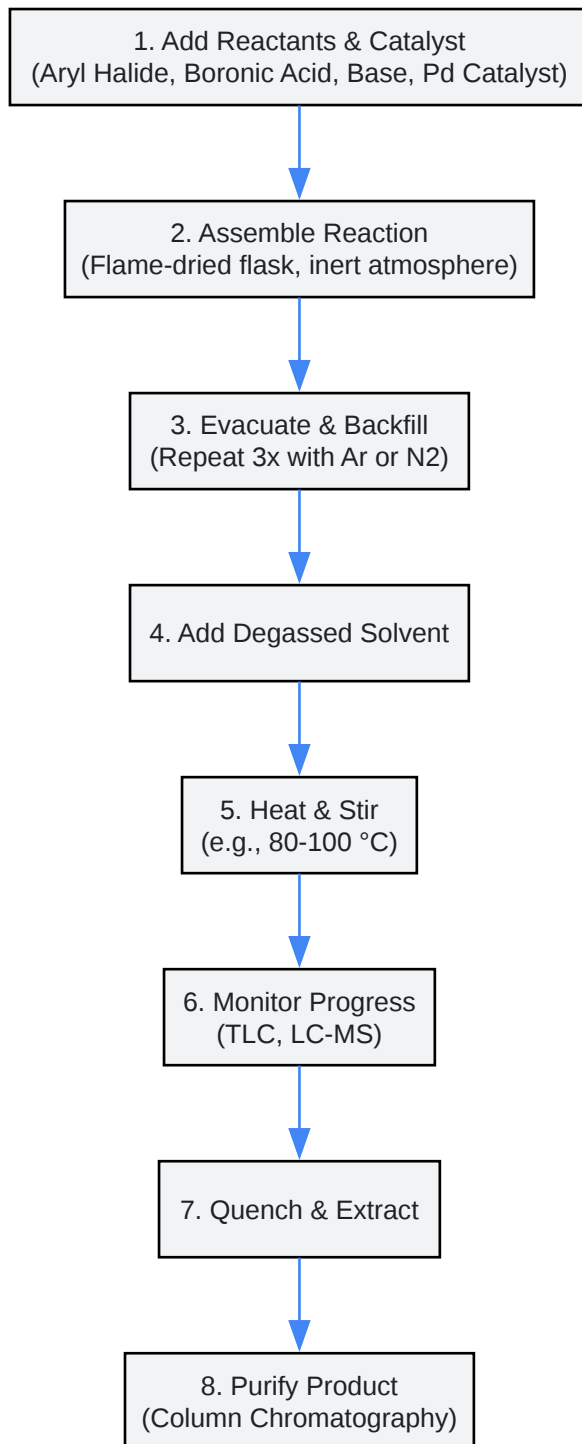 1. Add Reactants & Catalyst
(Aryl Halide, Boronic Acid, Base, Pd Catalyst)
2. Assemble Reaction
(Flame-dried flask, inert atmosphere)
3. Evacuate & Backfill
(Repeat 3x with Ar or N2)
4. Add Degassed Solvent
5. Heat & Stir
(e.g., 80-100 °C)
6. Monitor Progress
(TLC, LC-MS)
7. Quench & Extract
8. Purify Product
(Column Chromatography)